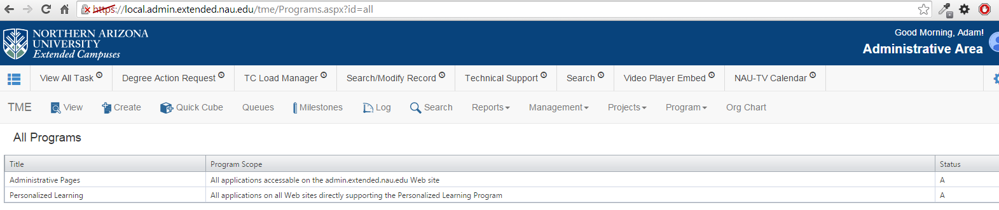 https://local.admin.extended.nau.edu/tme/Programs.aspx?id=all
NORTHERN ARIZONA
UNIVERSITY
Extended Campuses
Good Morning, Adam!
Administrative Area
View All Task Degree Action Request TC Load Manager Search/Modify Record Technical Support Search Video Player Embed NAU-TV Calendar
TME View Create Quick Cube Queues Milestones Log Search Reports Management Projects Program Org Chart
All Programs
Title Program Scope Status
Administrative Pages All applications accessable on the admin.extended.nau.edu Web site A
Personalized Learning All applications on all Web sites directly supporting the Personalized Learning Program A